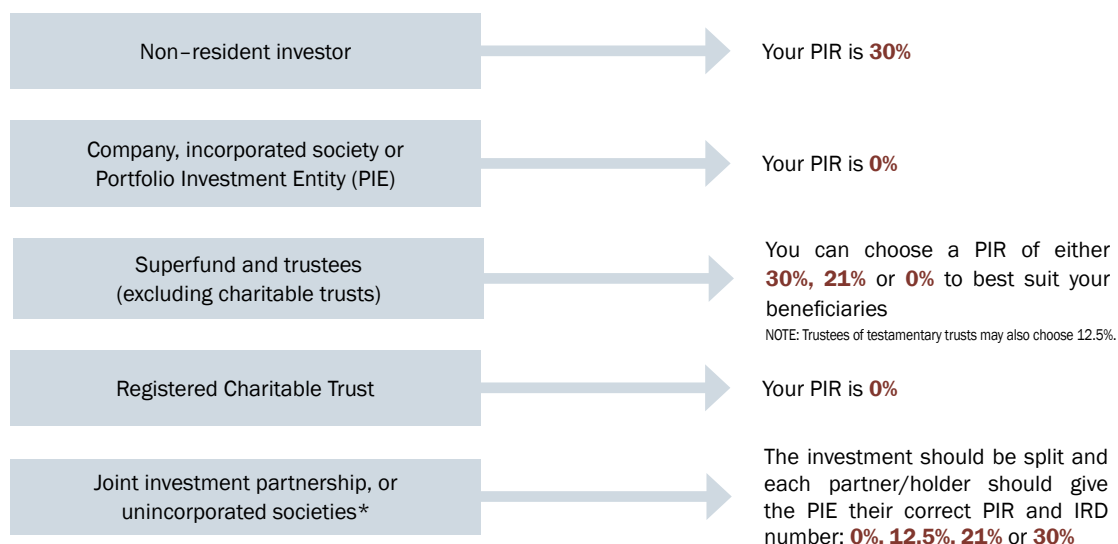 Non–resident investor
Your PIR is 30%
Company, incorporated society or
Portfolio Investment Entity (PIE)
Your PIR is 0%
Superfund and trustees
(excluding charitable trusts)
You can choose a PIR of either
30%, 21% or 0% to best suit your
beneficiaries
NOTE: Trustees of testamentary trusts may also choose 12.5%.
Registered Charitable Trust
Your PIR is 0%
Joint investment partnership, or
unincorporated societies*
The investment should be split and
each partner/holder should give
the PIE their correct PIR and IRD
number: 0%, 12.5%, 21% or 30%